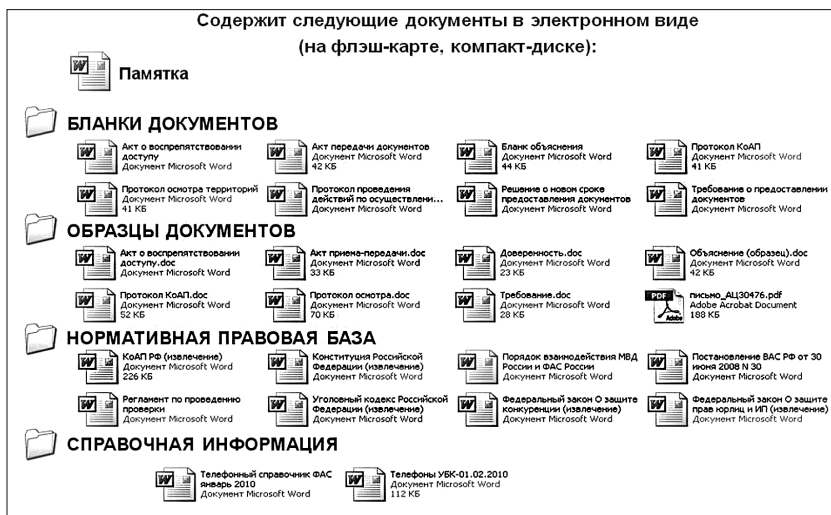 Содержит следующие документы в электронном виде
(на флэш-карте, компакт-диске):
Памятка
БЛАНКИ ДОКУМЕНТОВ
Акт о воспрепятствовании
доступу
Документ Microsoft Word
Акт передачи документов
Документ Microsoft Word
42 КБ
Бланк объяснения
Документ Microsoft Word
44 КБ
Протокол КоАП
Документ Microsoft Word
41 КБ
Протокол осмотра территорий
Документ Microsoft Word
41 КБ
Протокол проведения
действий по осуществлени...
Документ Microsoft Word
Решение о новом сроке
предоставления документов
Документ Microsoft Word
Требование о предоставлении
документов
Документ Microsoft Word
ОБРАЗЦЫ ДОКУМЕНТОВ
Акт о воспрепятствовании
доступу.doc
Документ Microsoft Word
Акт приема-передачи.doc
Документ Microsoft Word
33 КБ
Доверенность.doc
Документ Microsoft Word
23 КБ
Объяснение (образец).doc
Документ Microsoft Word
42 КБ
Протокол КоАП.doc
Документ Microsoft Word
52 КБ
Протокол осмотра.doc
Документ Microsoft Word
70 КБ
Требование.doc
Документ Microsoft Word
28 КБ
PDF
Adobe
письмо_АЦ30476.pdf
Adobe Acrobat Document
188 КБ
НОРМАТИВНАЯ ПРАВОВАЯ БАЗА
КоАП РФ (извлечение)
Документ Microsoft Word
226 КБ
Конституция Российской
Федерации (извлечение)
Документ Microsoft Word
Порядок взаимодействия МВД
России и ФАС России
Документ Microsoft Word
Постановление ВАС РФ от 30
июня 2008 N 30
Документ Microsoft Word
Регламент по проведению
проверки
Документ Microsoft Word
Уголовный кодекс Российской
Федерации (извлечение)
Документ Microsoft Word
Федеральный закон О защите
конкуренции (извлечение)
Документ Microsoft Word
Федеральный закон О защите
прав юрлиц и ИП (извлечение)
Документ Microsoft Word
СПРАВОЧНАЯ ИНФОРМАЦИЯ
Телефонный справочник ФАС
январь 2010
Документ Microsoft Word
Телефоны УБК-01.02.2010
Документ Microsoft Word
112 КБ